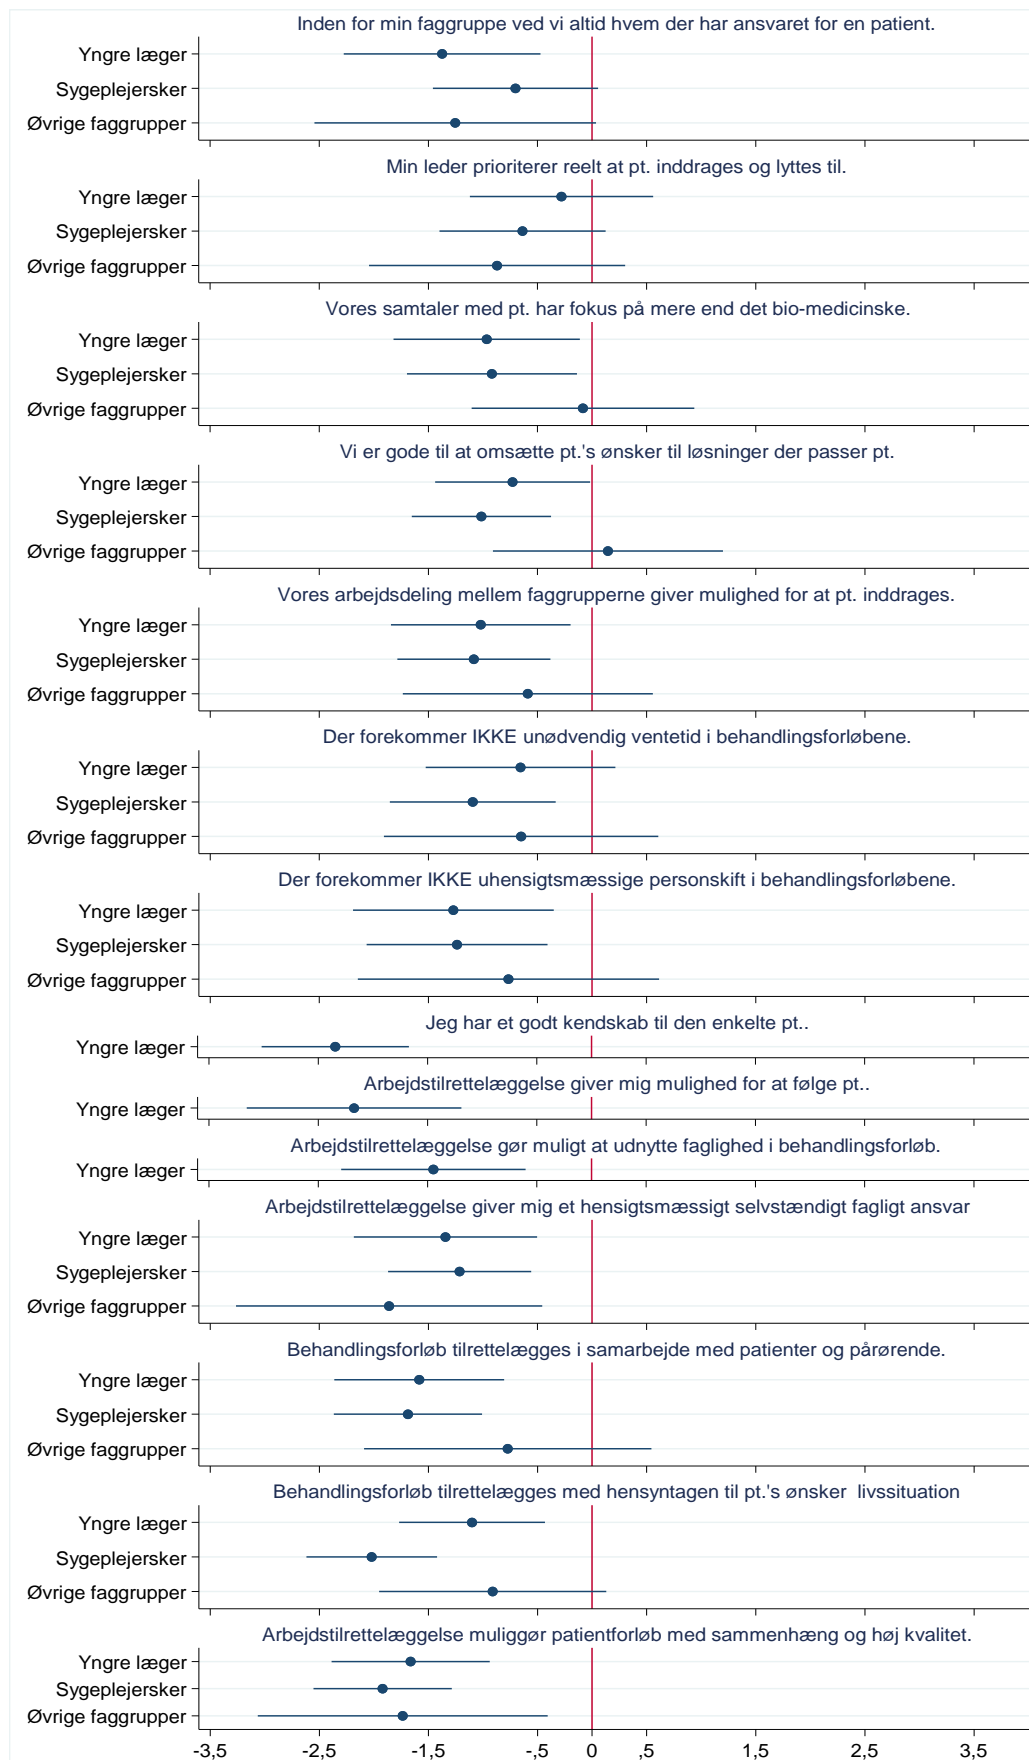 Inden for min faggruppe ved vi altid hvem der har ansvaret for en patient.
Yngre læger
Sygeplejersker
Øvrige faggrupper
Min leder prioriterer reelt at pt. inddrages og lyttes til.
Yngre læger
Sygeplejersker
Øvrige faggrupper
Vores samtaler med pt. har fokus på mere end det bio-medicinske.
Yngre læger
Sygeplejersker
Øvrige faggrupper
Vi er gode til at omsætte pt.'s ønsker til løsninger der passer pt.
Yngre læger
Sygeplejersker
Øvrige faggrupper
Vores arbejdsdeling mellem faggrupperne giver mulighed for at pt. inddrages.
Yngre læger
Sygeplejersker
Øvrige faggrupper
Der forekommer IKKE unødvendig ventetid i behandlingsforløbene.
Yngre læger
Sygeplejersker
Øvrige faggrupper
Der forekommer IKKE uhensigtsmæssige personskift i behandlingsforløbene.
Yngre læger
Sygeplejersker
Øvrige faggrupper
Jeg har et godt kendskab til den enkelte pt..
Yngre læger
Arbejdstilrettelæggelse giver mig mulighed for at følge pt..
Yngre læger
Arbejdstilrettelæggelse gør muligt at udnytte faglighed i behandlingsforløb.
Yngre læger
Arbejdstilrettelæggelse giver mig et hensigtsmæssigt selvstændigt fagligt ansvar
Yngre læger
Sygeplejersker
Øvrige faggrupper
Behandlingsforløb tilrettelægges i samarbejde med patienter og pårørende.
Yngre læger
Sygeplejersker
Øvrige faggrupper
Behandlingsforløb tilrettelægges med hensyntagen til pt.'s ønsker  livssituation
Yngre læger
Sygeplejersker
Øvrige faggrupper
Arbejdstilrettelæggelse muliggør patientforløb med sammenhæng og høj kvalitet.
Yngre læger
Sygeplejersker
Øvrige faggrupper
-3,5 -2,5 -1,5 -,5 0 ,5 1,5 2,5 3,5